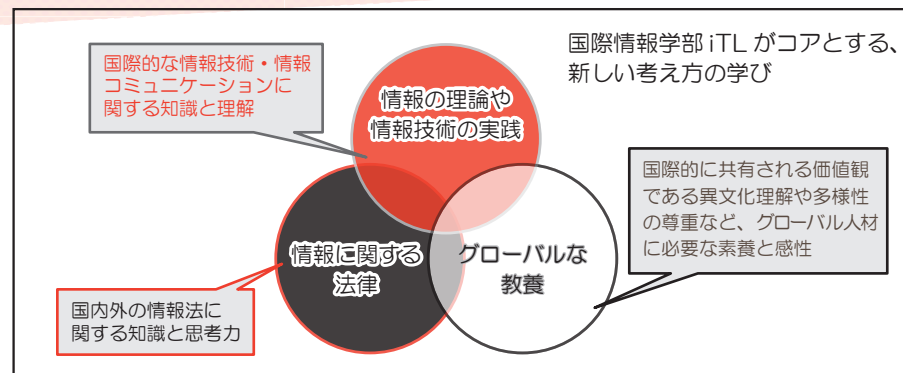 国際情報学部 iTL がコアとする、
新しい考え方の学び
国際的な情報技術・情報
コミュニケーションに
関する知識と理解
情報の理論や
情報技術の実践
国際的に共有される価値観
である異文化理解や多様性
の尊重など、グローバル人材
に必要な素養と感性
情報に関する
法律
グローバルな
教養
国内外の情報法に
関する知識と思考力